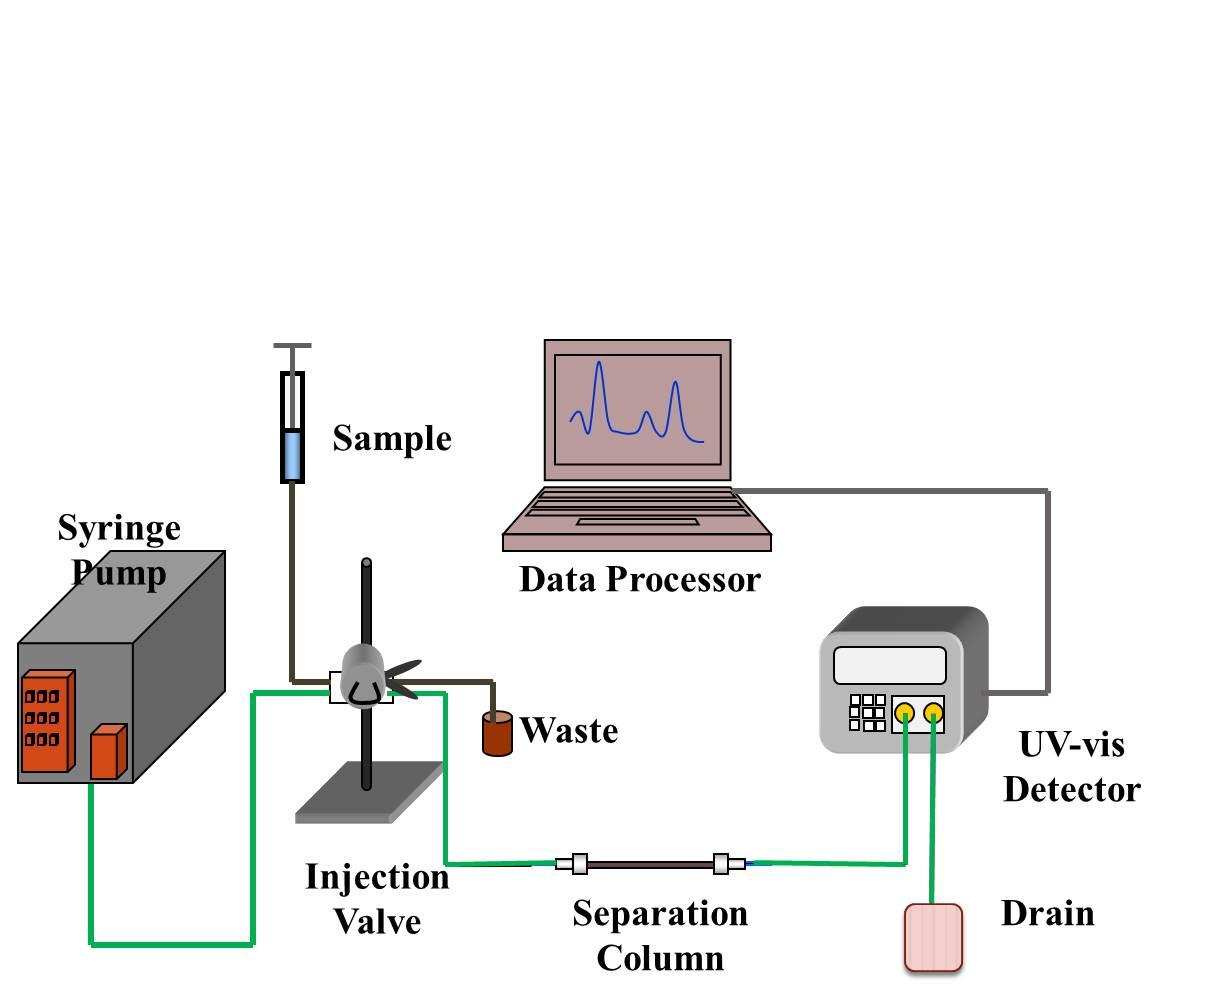 Sample
Syringe
Pump
Data Processor
Waste
UV-vis
Detector
Injection
Valve
Separation
Column
Drain